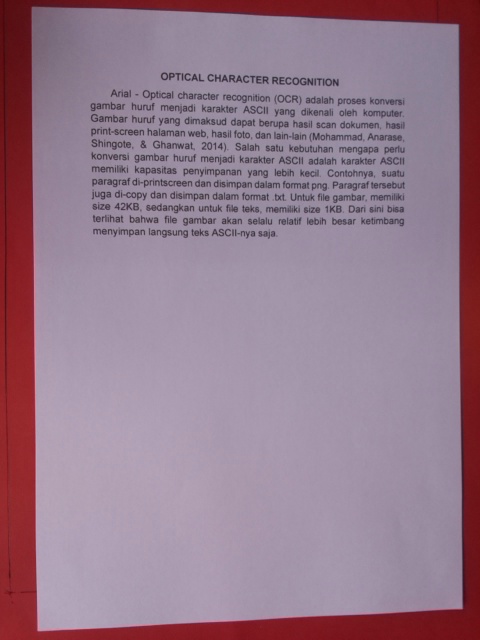 OPTICAL CHARACTER RECOGNITION
Arial - Optical character recognition (OCR) adalah proses konversi
gambar huruf menjadi karakter ASCII yang dikenali oleh komputer.
Gambar huruf yang dimaksud dapat berupa hasil scan dokumen, hasil
print-screen halaman web, hasil foto, dan lain-lain (Mohammad, Anarase,
Shingote, & Ghanwat, 2014). Salah satu kebutuhan mengapa perlu
konversi gambar huruf menjadi karakter ASCII adalah karakter ASCII
memiliki kapasitas penyimpanan yang lebih kecil. Contohnya, suatu
paragraf di-printscreen dan disimpan dalam format png. Paragraf tersebut
juga di-copy dan disimpan dalam format .txt. Untuk file gambar, memiliki
size 42KB, sedangkan untuk file teks, memiliki size 1KB. Dari sini bisa
terlihat bahwa file gambar akan selalu relatif lebih besar ketimbang
menyimpan langsung teks ASCII-nya saja.